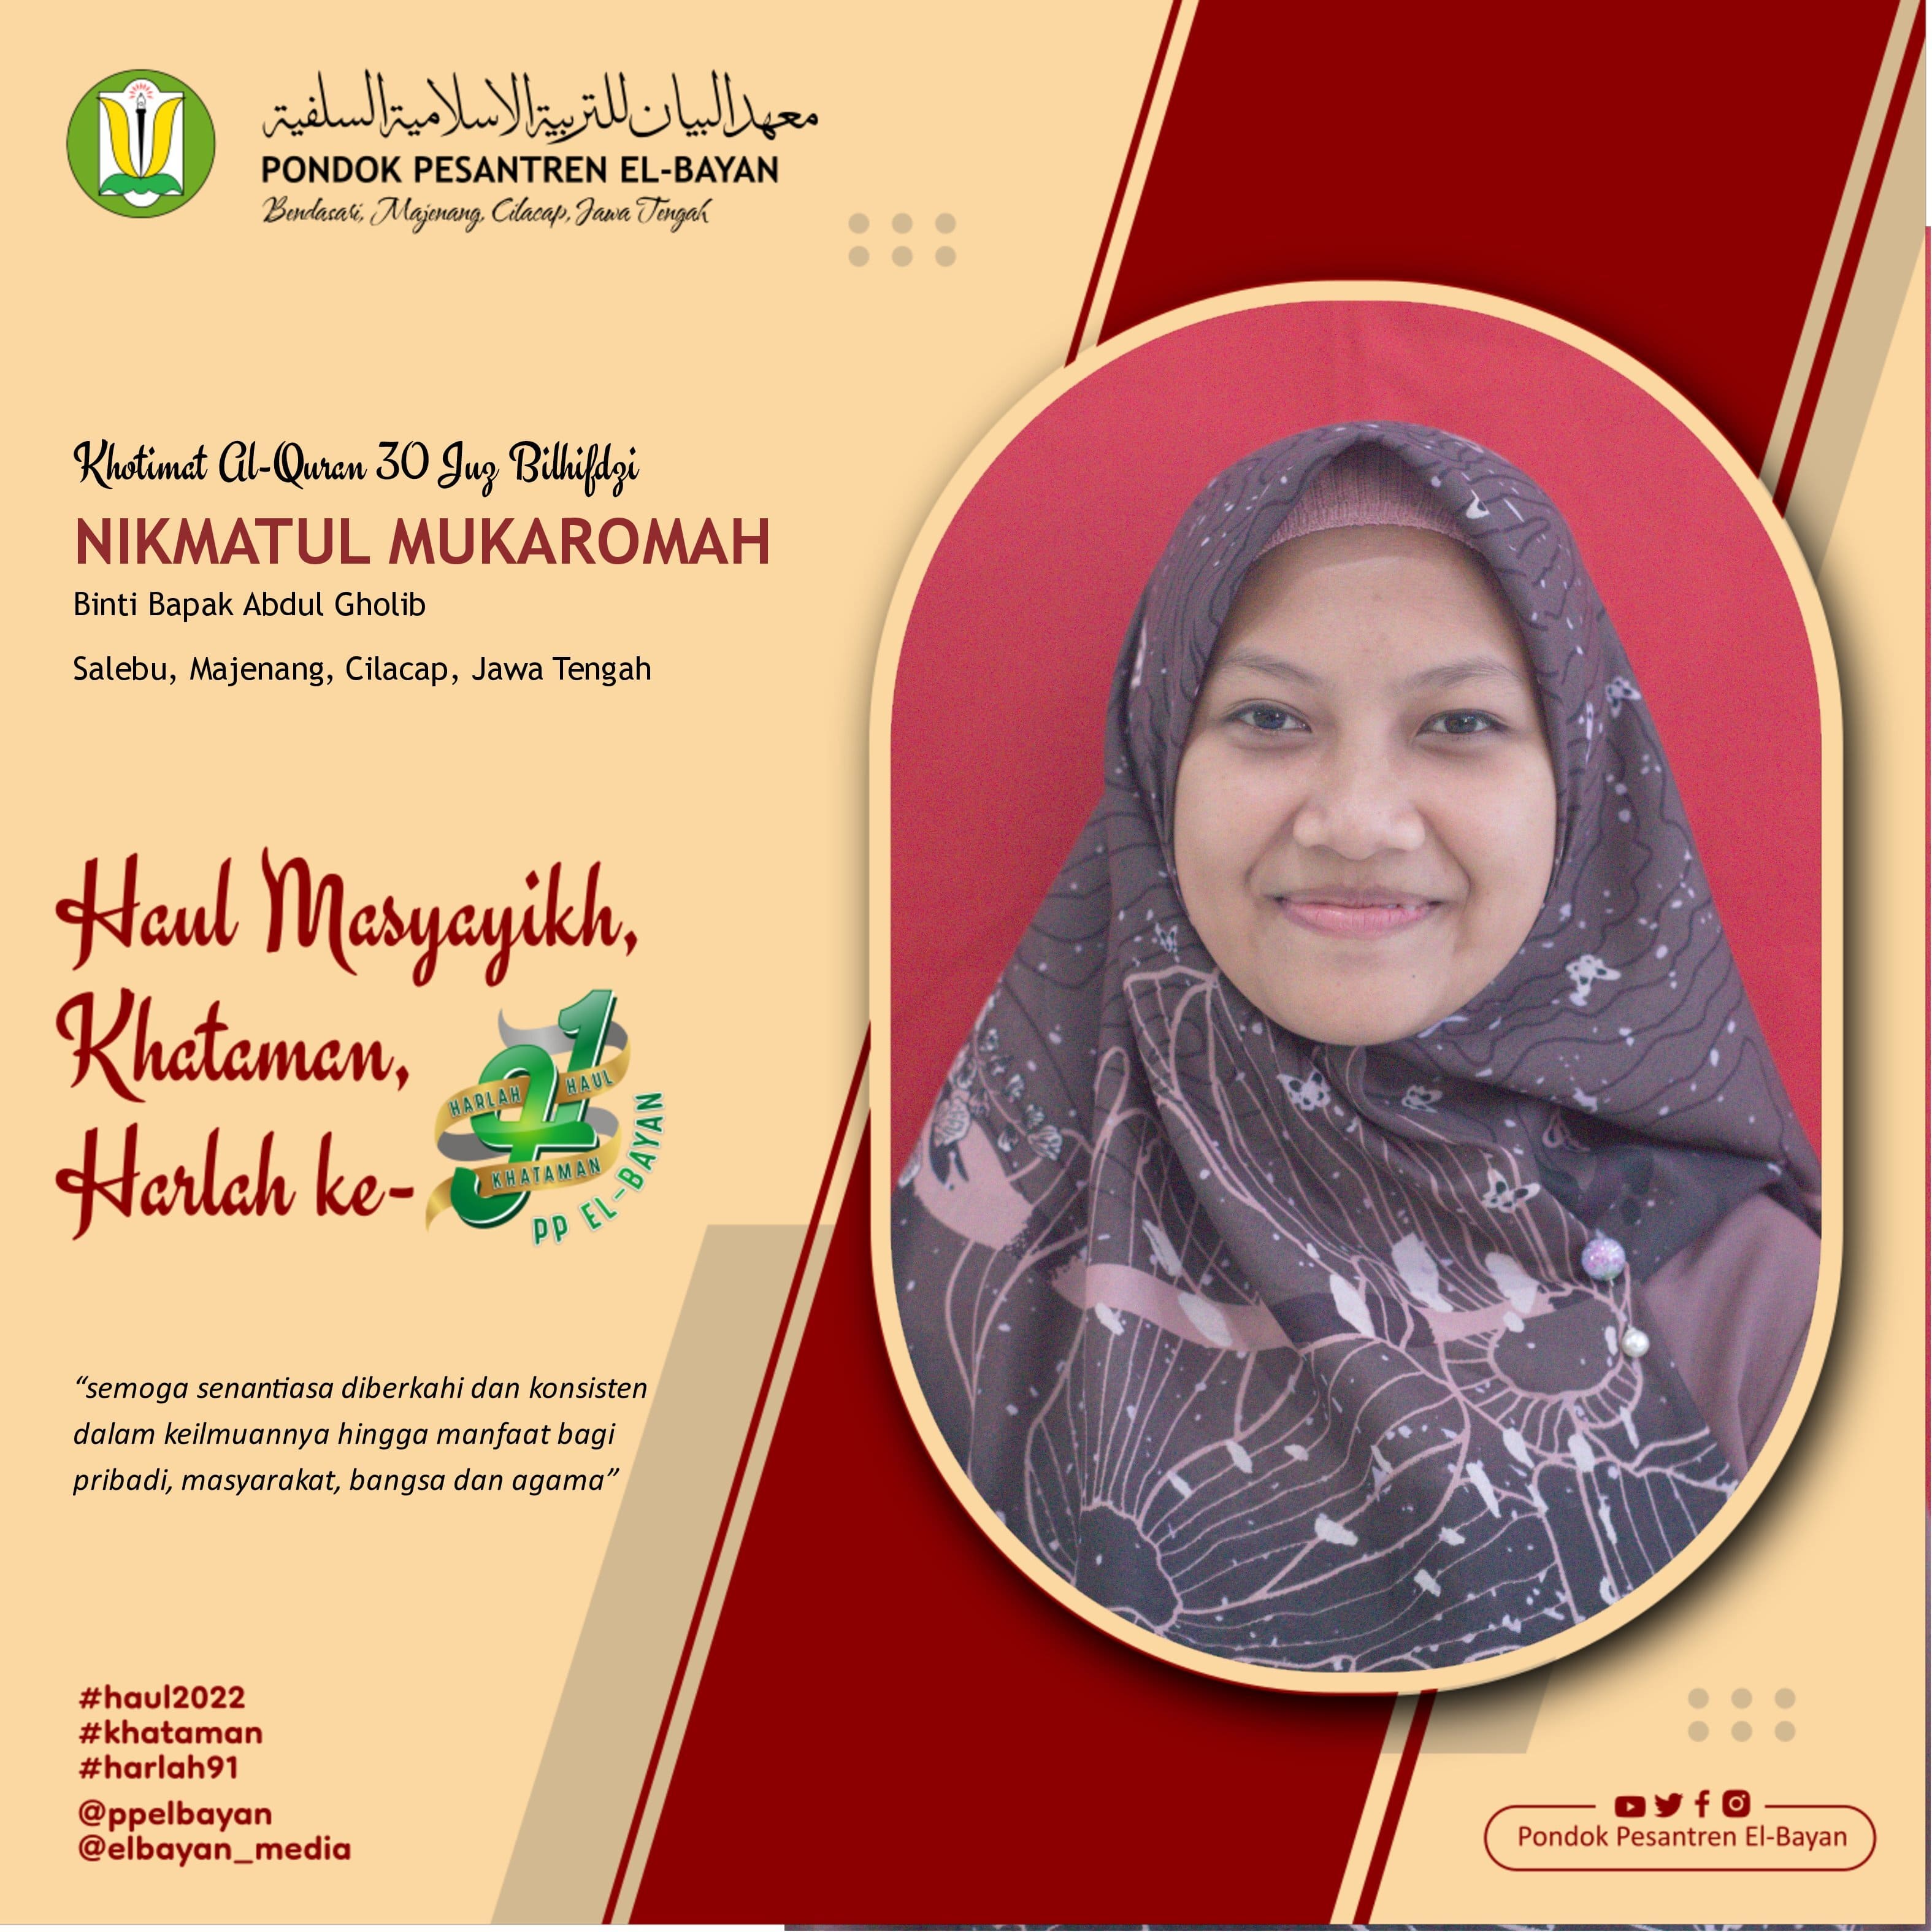 معهد البيان للتربية الاسلامية السلفية
PONDOK PESANTREN EL-BAYAN
Bendasari, Majenang, Cilacap, Jawa Tengah
Khotimat Al-Quran 30 Juz Bilhifdzi
NIKMATUL MUKAROMAH
Binti Bapak Abdul Gholib
Salebu, Majenang, Cilacap, Jawa Tengah
Haul Masyayikh,
Khataman,
Harlah ke-
91
HARLAH HAUL
KHATAMAN
PP EL-BAYAN
“semoga senantiasa diberkahi dan konsisten
dalam keilmuannya hingga manfaat bagi
pribadi, masyarakat, bangsa dan agama”
#haul2022
#khataman
#harlah91
@ppelbayan
@elbayan_media
Pondok Pesantren El-Bayan